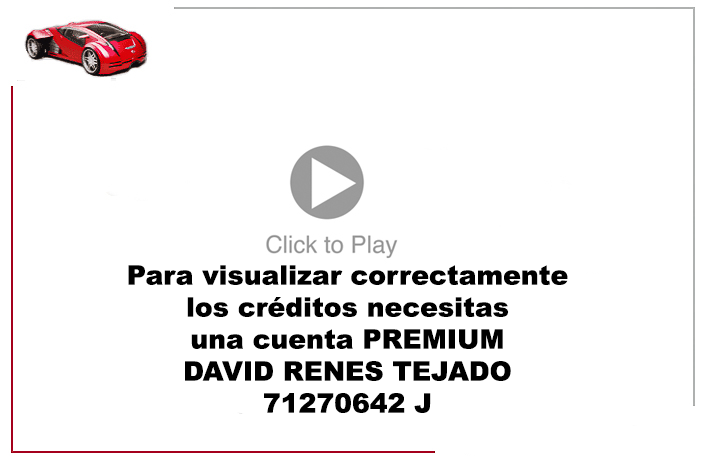 Click to Play
Para visualizar correctamente
los créditos necesitas
una cuenta PREMIUM
DAVID RENES TEJADO
71270642 J